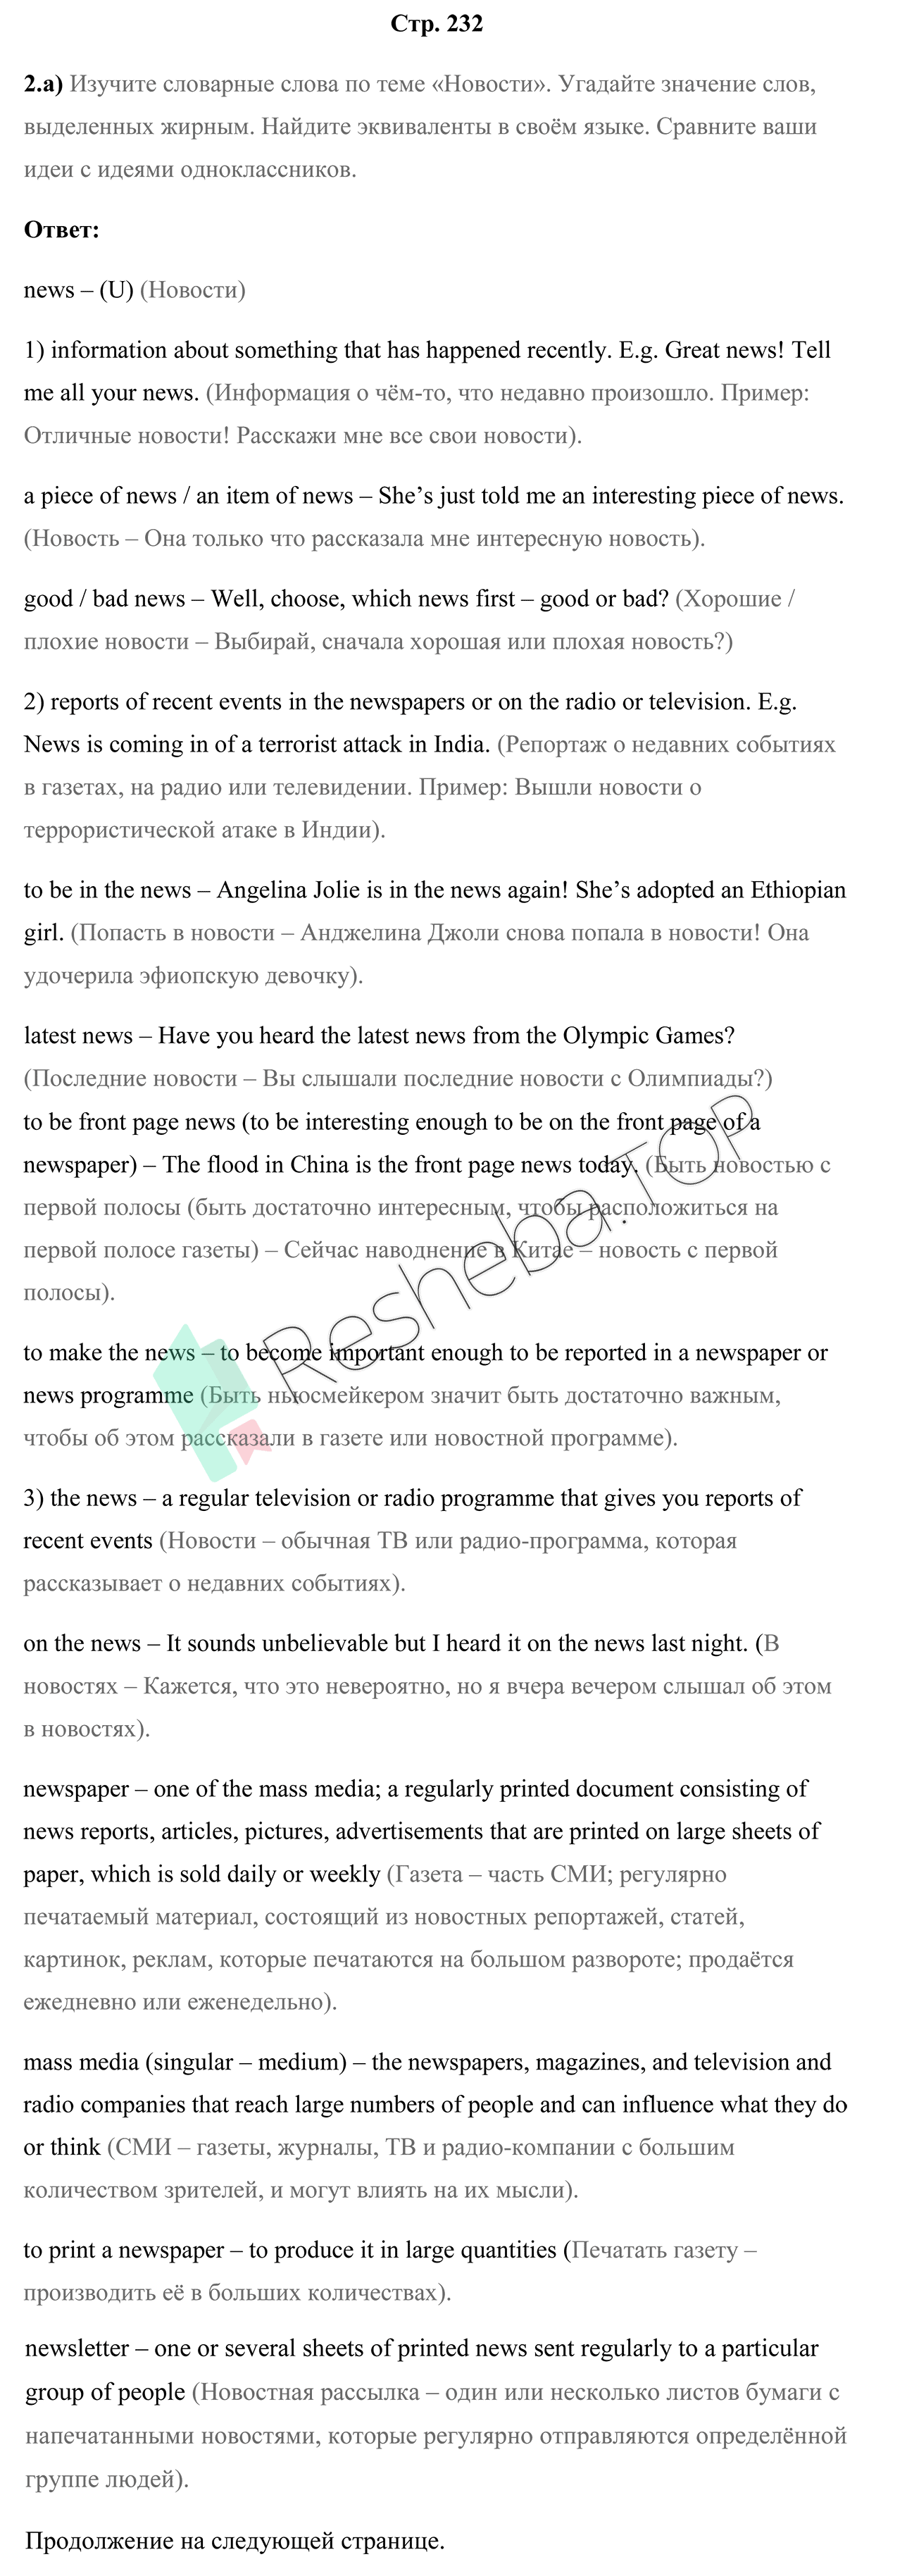 Стр. 232
2.а) Изучите словарные слова по теме «Новости». Угадайте значение слов,
выделенных жирным. Найдите эквиваленты в своём языке. Сравните ваши
идеи с идеями одноклассников.
Ответ:
news – (U) (Новости)
1) information about something that has happened recently. E.g. Great news! Tell
me all your news. (Информация о чём-то, что недавно произошло. Пример:
Отличные новости! Расскажи мне все свои новости).
a piece of news / an item of news – She’s just told me an interesting piece of news.
(Новость – Она только что рассказала мне интересную новость).
good / bad news – Well, choose, which news first – good or bad? (Хорошие /
плохие новости – Выбирай, сначала хорошая или плохая новость?)
2) reports of recent events in the newspapers or on the radio or television. E.g.
News is coming in of a terrorist attack in India. (Репортаж о недавних событиях
в газетах, на радио или телевидении. Пример: Вышли новости о
террористической атаке в Индии).
to be in the news – Angelina Jolie is in the news again! She’s adopted an Ethiopian
girl. (Попасть в новости – Анджелина Джоли снова попала в новости! Она
удочерила эфиопскую девочку).
latest news – Have you heard the latest news from the Olympic Games?
(Последние новости – Вы слышали последние новости с Олимпиады?)
to be front page news (to be interesting enough to be on the front page of a
newspaper) – The flood in China is the front page news today. (Быть новостью с
первой полосы (быть достаточно интересным, чтобы расположиться на
первой полосе газеты) – Сейчас наводнение в Китае – новость с первой
полосы).
Resheba.TOP
to make the news – to become important enough to be reported in a newspaper or
news programme (Быть ньюсмейкером значит быть достаточно важным,
чтобы об этом рассказали в газете или новостной программе).
3) the news – a regular television or radio programme that gives you reports of
recent events (Новости – обычная ТВ или радио-программа, которая
рассказывает о недавних событиях).
on the news – It sounds unbelievable but I heard it on the news last night. (В
новостях – Кажется, что это невероятно, но я вчера вечером слышал об этом
в новостях).
newspaper – one of the mass media; a regularly printed document consisting of
news reports, articles, pictures, advertisements that are printed on large sheets of
paper, which is sold daily or weekly (Газета – часть СМИ; регулярно
печатаемый материал, состоящий из новостных репортажей, статей,
картинок, реклам, которые печатаются на большом развороте; продаётся
ежедневно или еженедельно).
mass media (singular – medium) – the newspapers, magazines, and television and
radio companies that reach large numbers of people and can influence what they do
or think (СМИ – газеты, журналы, ТВ и радио-компании с большим
количеством зрителей, и могут влиять на их мысли).
to print a newspaper – to produce it in large quantities (Печатать газету –
производить её в больших количествах).
newsletter – one or several sheets of printed news sent regularly to a particular
group of people (Новостная рассылка – один или несколько листов бумаги с
напечатанными новостями, которые регулярно отправляются определённой
группе людей).
Продолжение на следующей странице.